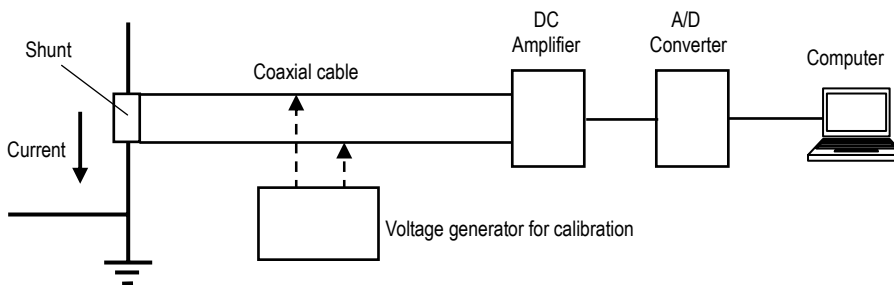 Shunt
Coaxial cable
DC
Amplifier
A/D
Converter
Computer
Current
Voltage generator for calibration